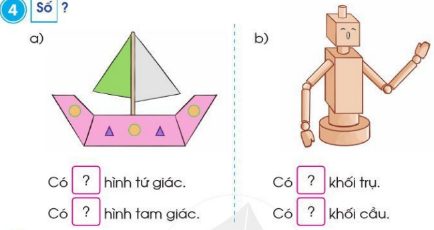 4 Số ?
a)
b)
Có ? hình tứ giác.
Có ? hình tam giác.
Có ? khối trụ.
Có ? khối cầu.